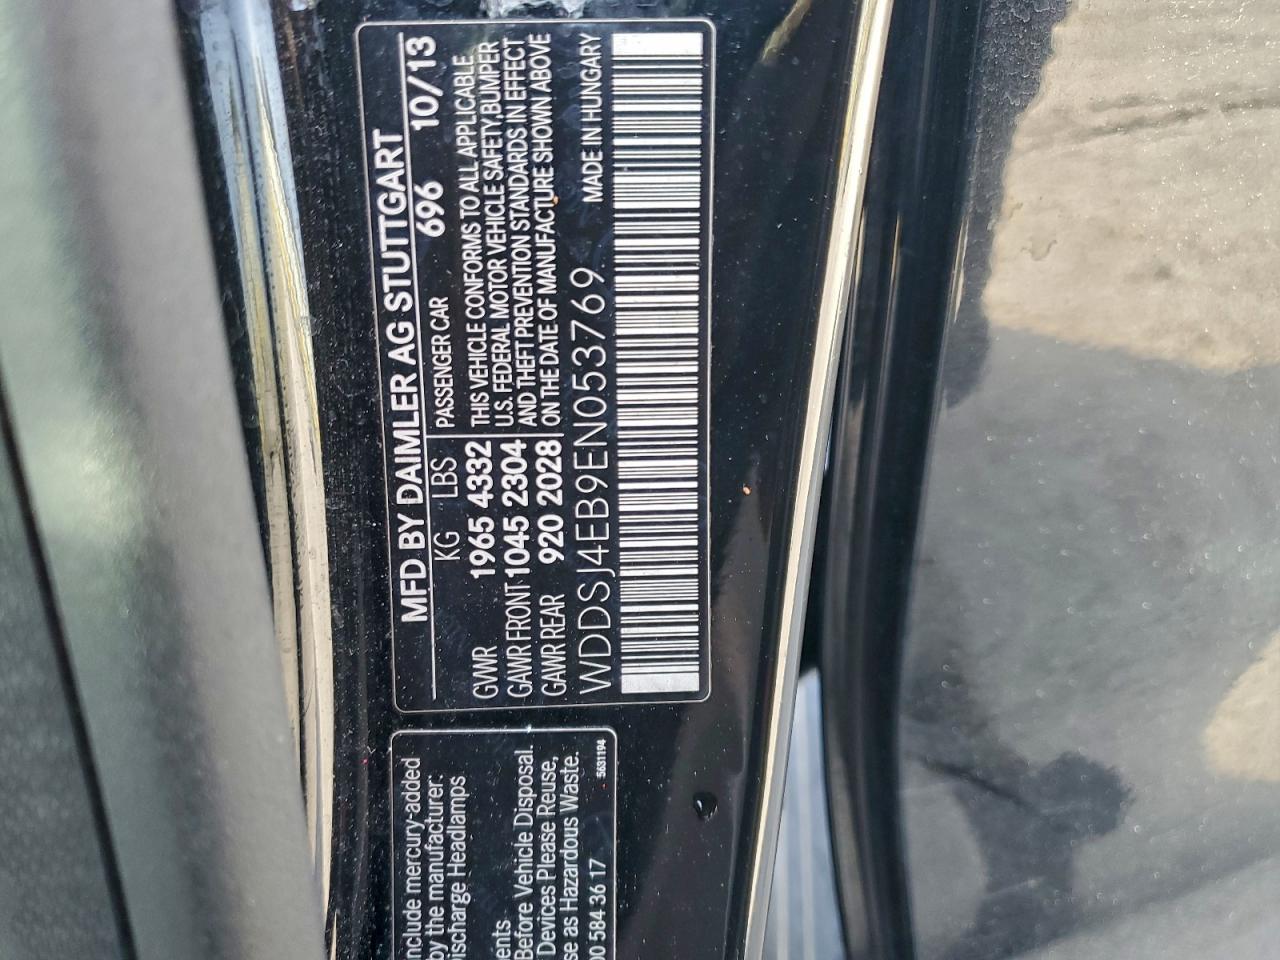 MFD BY DAIMLER AG STUTTGART
KG LBS PASSENGER CAR 696 10/13
GVWR 1965 4332
GAWR FRONT 1045 2304
GAWR REAR 920 2028
THIS VEHICLE CONFORMS TO ALL APPLICABLE
U.S. FEDERAL MOTOR VEHICLE SAFETY, BUMPER
AND THEFT PREVENTION STANDARDS IN EFFECT
ON THE DATE OF MANUFACTURE SHOWN ABOVE
WDDSJ4EB9EN053769 MADE IN HUNGARY
include mercury-added
by the manufacturer:
ischarge Headlamps
ents
Before Vehicle Disposal.
Devices Please Reuse,
se as Hazardous Waste.
00 584 36 17 5631194